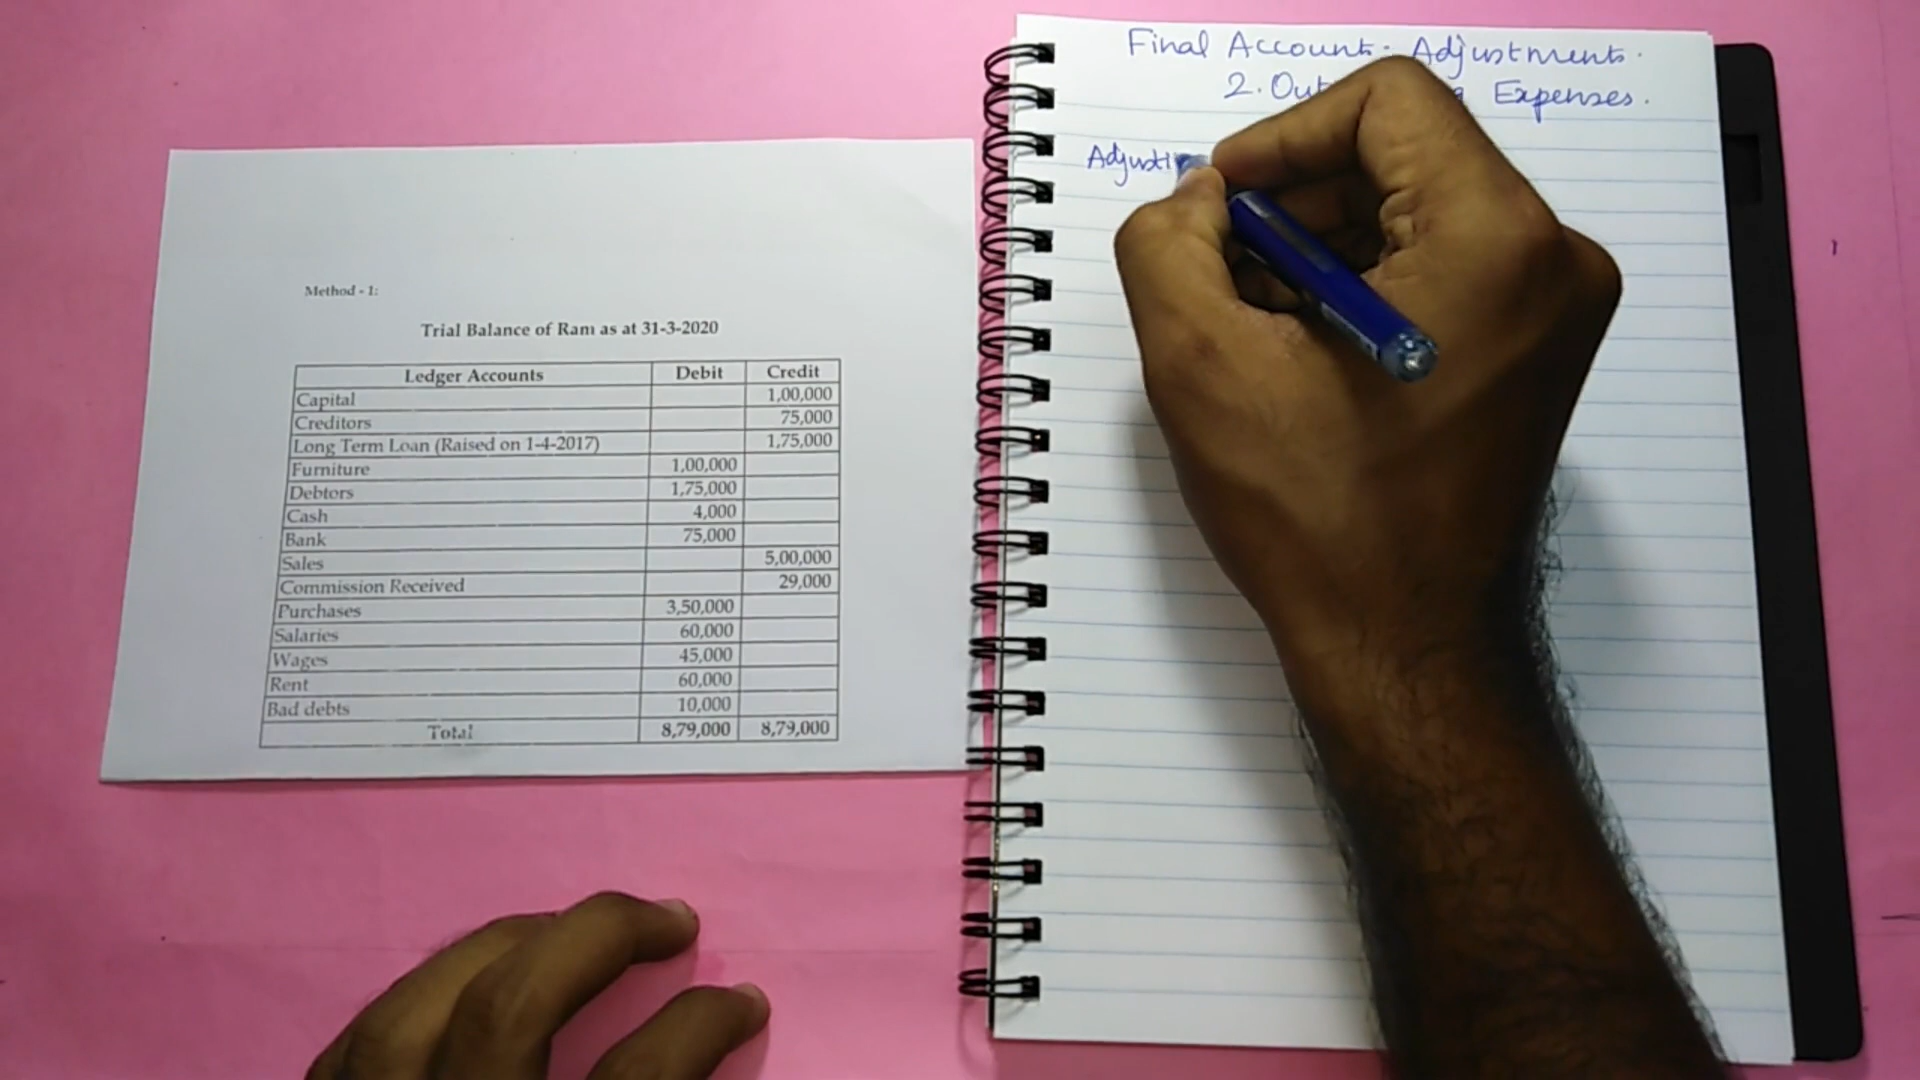 Method - 1:
Trial Balance of Ram as at 31-3-2020
Ledger Accounts Debit Credit
Capital 1,00,000
Creditors 75,000
Long Term Loan (Raised on 1-4-2017) 1,75,000
Furniture 1,00,000
Debtors 1,75,000
Cash 4,000
Bank 75,000
Sales 5,00,000
Commission Received 29,000
Purchases 3,50,000
Salaries 60,000
Wages 45,000
Rent 60,000
Bad debts 10,000
Total 8,79,000 8,79,000
Final Accounts - Adjustments.
2. Expenses.